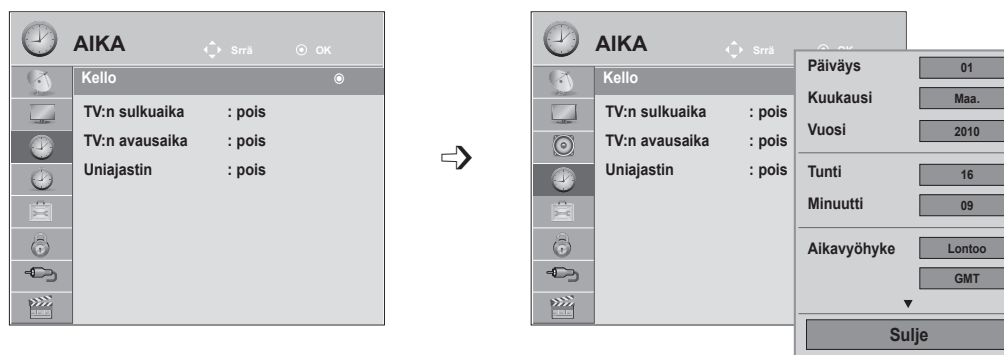 AIKA Srrä OK
Kello
TV:n sulkuaika : pois
TV:n avausaika : pois
Uniajastin : pois
AIKA Srrä OK
Kello
TV:n sulkuaika : pois
TV:n avausaika : pois
Uniajastin : pois
Päiväys 01
Kuukausi Maa.
Vuosi 2010
Tunti 16
Minuutti 09
Aikavyöhyke Lontoo
GMT
Sulje